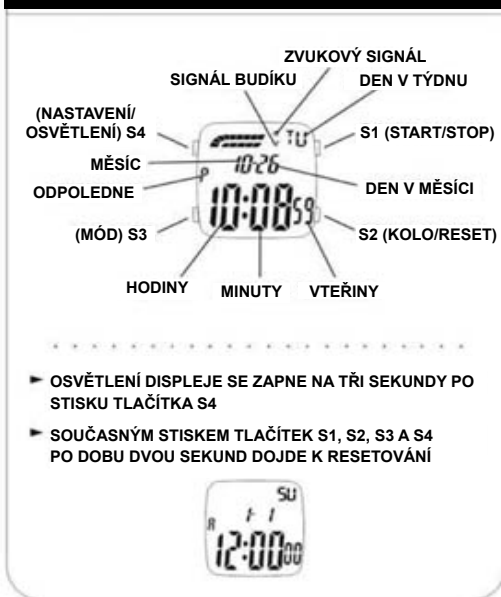 ZVUKOVÝ SIGNÁL
SIGNÁL BUDÍKU
DEN V TÝDNU
(NASTAVENÍ/
OSVĚTLENÍ) S4
TU
S1 (START/STOP)
MĚSÍC
10-26
DEN V MĚSÍCI
ODPOLEDNE
P
10:08 59
(MÓD) S3
S2 (KOLO/RESET)
HODINY
MINUTY
VTEŘINY
► OSVĚTLENÍ DISPLEJE SE ZAPNE NA TŘI SEKUNDY PO
STISKU TLAČÍTKA S4
► SOUČASNÝM STISKEM TLAČÍTEK S1, S2, S3 A S4
PO DOBU DVOU SEKUND DOJDE K RESETOVÁNÍ
SU
1- 1
A
12:00 00